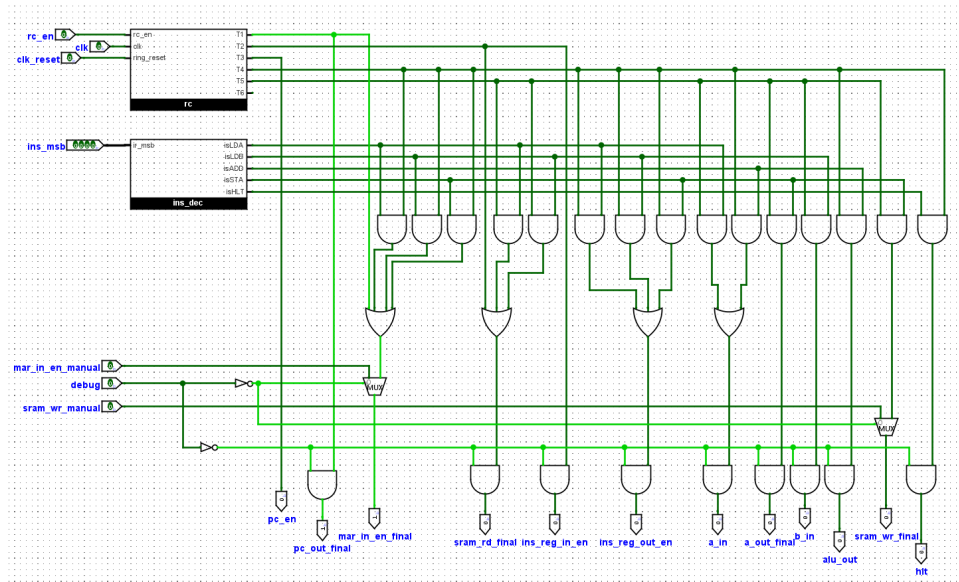 rc_en
clk
clk_reset
rc_en
clk
ring_reset
T1
T2
T3
T4
T5
T6
rc
ins_msb
ir_msb
isLDA
isLDB
isADD
isSTA
isHLT
ins_dec
mar_in_en_manual
debug
sram_wr_manual
MUX
MUX
pc_en
pc_out_final
mar_in_en_final
sram_rd_final
ins_reg_in_en
ins_reg_out_en
a_in
a_out_final
b_in
alu_out
sram_wr_final
hlt